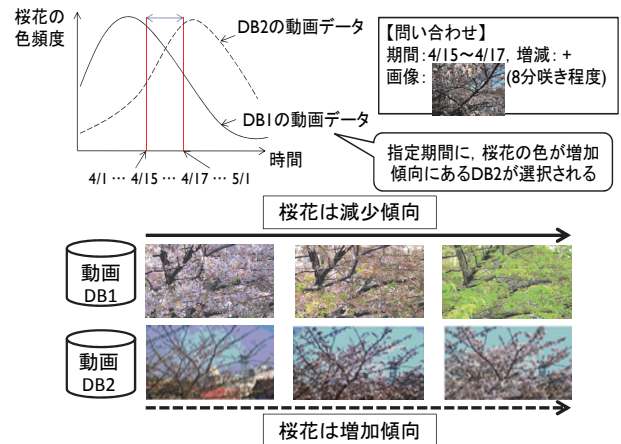 桜花の
色頻度
DB2の動画データ
DB1の動画データ
時間
4/1 … 4/15 … 4/17 … 5/1
【問い合わせ】
期間：4/15～4/17, 増減：+
画像： (8分咲き程度)
指定期間に, 桜花の色が増加
傾向にあるDB2が選択される
桜花は減少傾向
動画
DB1
動画
DB2
桜花は増加傾向